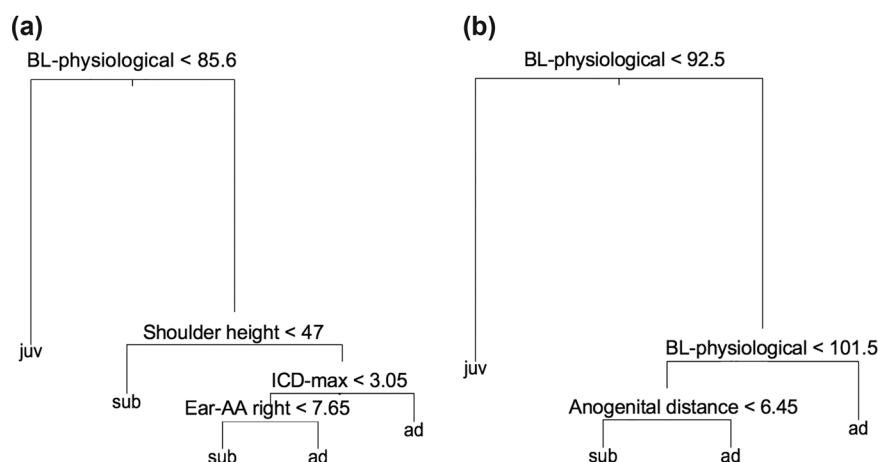 (a)
BL-physiological < 85.6
juv
Shoulder height < 47
sub
ICD-max < 3.05
Ear-AA right < 7.65
ad
sub
ad
(b)
BL-physiological < 92.5
juv
BL-physiological < 101.5
Anogenital distance < 6.45
ad
sub
ad